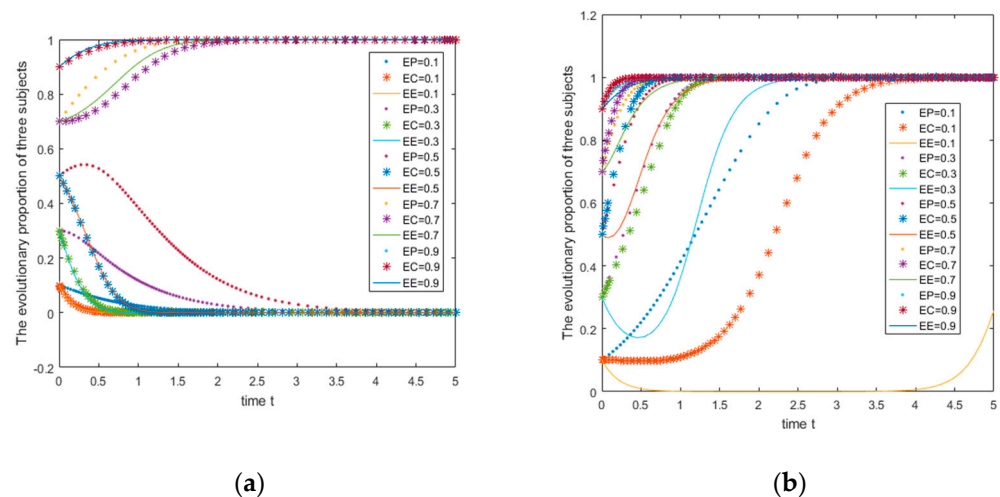 The evolutionary proportion of three subjects
1
0.8
0.6
0.4
0.2
0
-0.2
0
0.5
1
1.5
2
2.5
3
3.5
4
4.5
5
time t
EP=0.1
EC=0.1
EE=0.1
EP=0.3
EC=0.3
EE=0.3
EP=0.5
EC=0.5
EE=0.5
EP=0.7
EC=0.7
EE=0.7
EP=0.9
EC=0.9
EE=0.9
(a)
The evolutionary proportion of three subjects
1.2
1
0.8
0.6
0.4
0.2
0
0
0.5
1
1.5
2
2.5
3
3.5
4
4.5
5
time t
EP=0.1
EC=0.1
EE=0.1
EP=0.3
EC=0.3
EE=0.3
EP=0.5
EC=0.5
EE=0.5
EP=0.7
EC=0.7
EE=0.7
EP=0.9
EC=0.9
EE=0.9
(b)